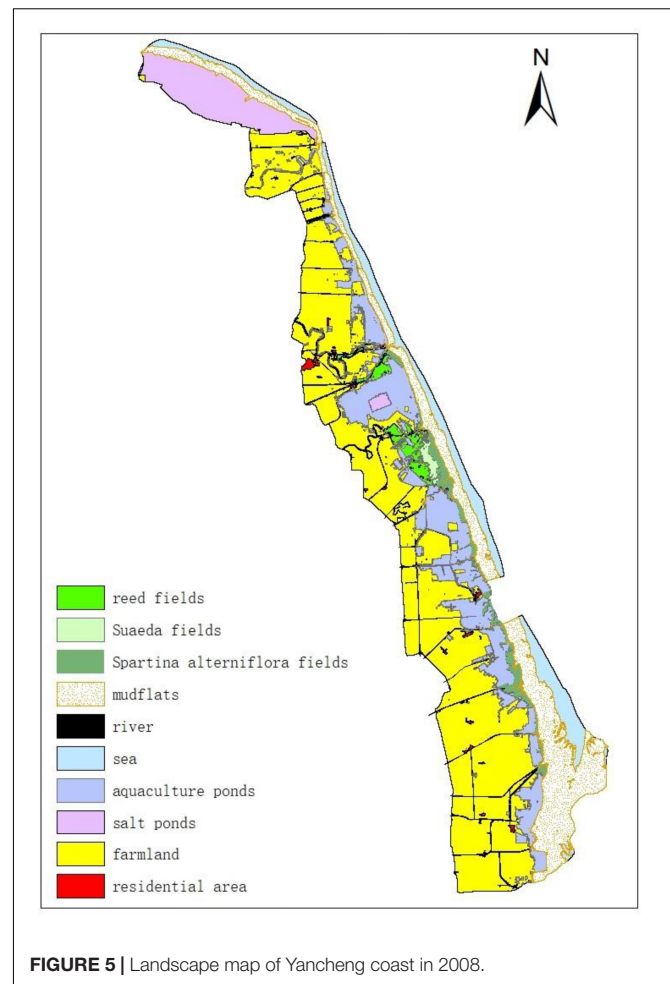 N
reed fields
Suaeda fields
Spartina alterniflora fields
mudflats
river
sea
aquaculture ponds
salt ponds
farmland
residential area
FIGURE 5 | Landscape map of Yancheng coast in 2008.